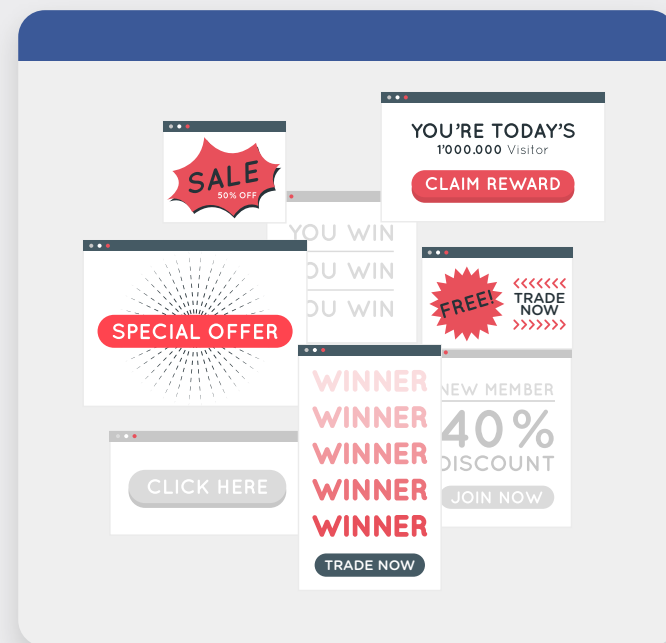 YOU'RE TODAY'S
1'000.000 Visitor
CLAIM REWARD
SALE
50% OFF
YOU WIN
OU WIN
OU WIN
FREE!
TRADE
NOW
SPECIAL OFFER
WINNER
WINNER
WINNER
WINNER
WINNER
TRADE NOW
NEW MEMBER
40%
DISCOUNT
JOIN NOW
CLICK HERE